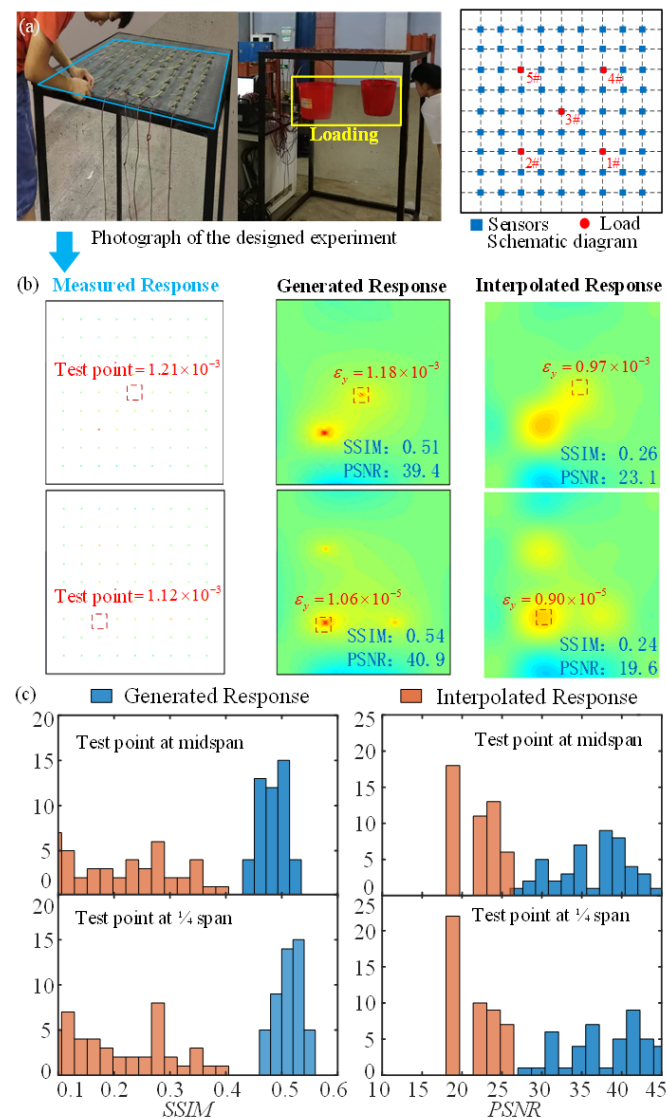 (a)
Loading
5#
4#
3#
2#
1#
Sensors
Load
Photograph of the designed experiment
Schematic diagram
(b)
Measured Response
Generated Response
Interpolated Response
Test point=1.21×10⁻³
εy=1.18×10⁻³
SSIM: 0.51
PSNR: 39.4
εy=0.97×10⁻³
SSIM: 0.26
PSNR: 23.1
Test point=1.12×10⁻³
εy=1.06×10⁻⁵
SSIM: 0.54
PSNR: 40.9
εy=0.90×10⁻⁵
SSIM: 0.24
PSNR: 19.6
(c)
Generated Response
Interpolated Response
20
15
10
5
0
Test point at midspan
25
20
15
10
5
0
Test point at midspan
20
15
10
5
0
Test point at ¼ span
25
20
15
10
5
0
Test point at ¼ span
0.1 0.2 0.3 0.4 0.5 0.6
SSIM
10 15 20 25 30 35 40 45
PSNR